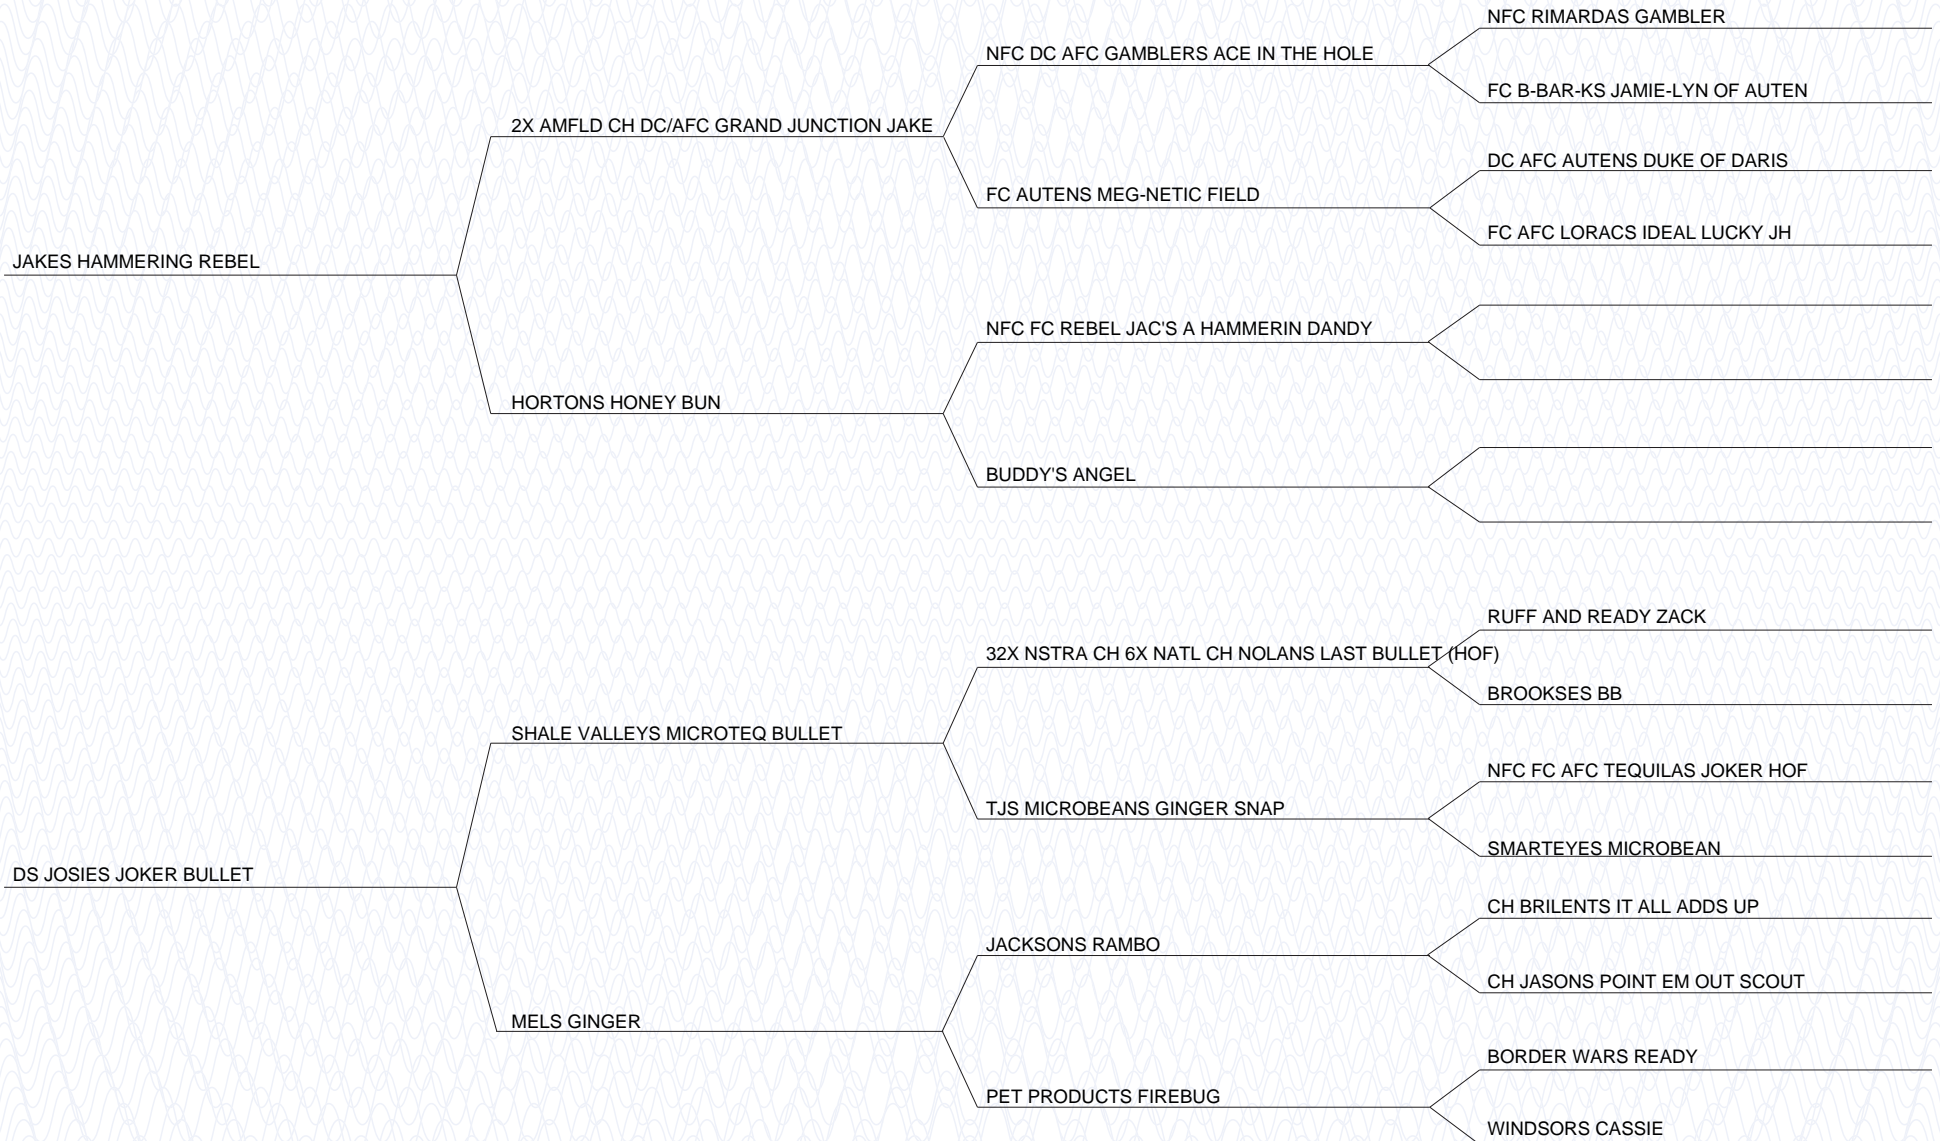 NFC RIMARDAS GAMBLER
NFC DC AFC GAMBLERS ACE IN THE HOLE
FC B-BAR-KS JAMIE-LYN OF AUTEN
2X AMFLD CH DC/AFC GRAND JUNCTION JAKE
DC AFC AUTENS DUKE OF DARIS
FC AUTENS MEG-NETIC FIELD
FC AFC LORACS IDEAL LUCKY JH
JAKES HAMMERING REBEL
NFC FC REBEL JAC'S A HAMMERIN DANDY
HORTONS HONEY BUN
BUDDY'S ANGEL
RUFF AND READY ZACK
32X NSTRA CH 6X NATL CH NOLANS LAST BULLET (HOF)
BROOKSES BB
SHALE VALLEYS MICROTEQ BULLET
NFC FC AFC TEQUILAS JOKER HOF
TJS MICROBEANS GINGER SNAP
SMARTEYES MICROBEAN
DS JOSIES JOKER BULLET
CH BRILENTS IT ALL ADDS UP
JACKSONS RAMBO
CH JASONS POINT EM OUT SCOUT
MELS GINGER
BORDER WARS READY
PET PRODUCTS FIREBUG
WINDSORS CASSIE